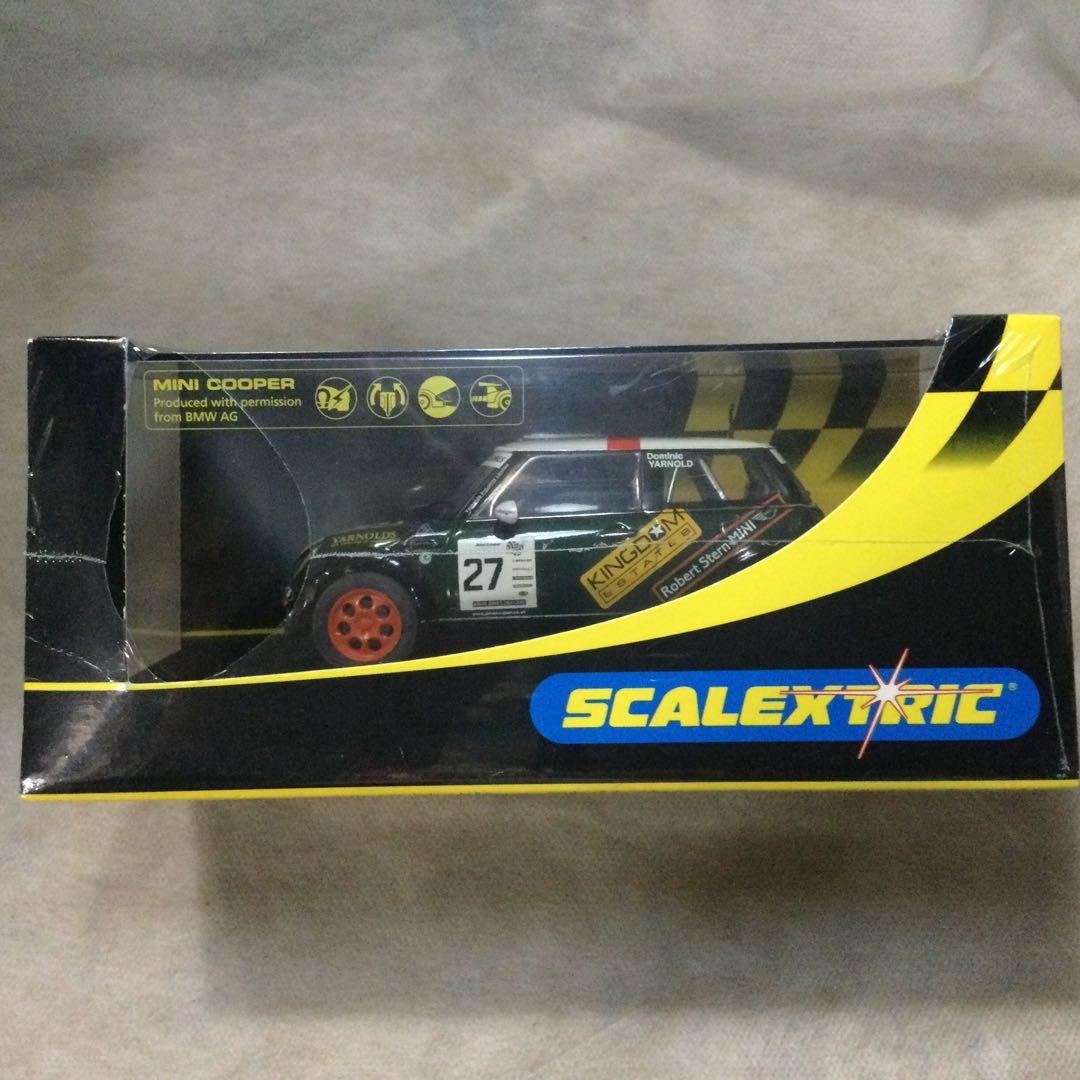 MINI COOPER
Produced with permission
from BMW AG
Dominic
YARNOLD
YARNOLDS
27
KINGDOM
ESTATES
Robert Stern MINI
SCALEXTRIC®